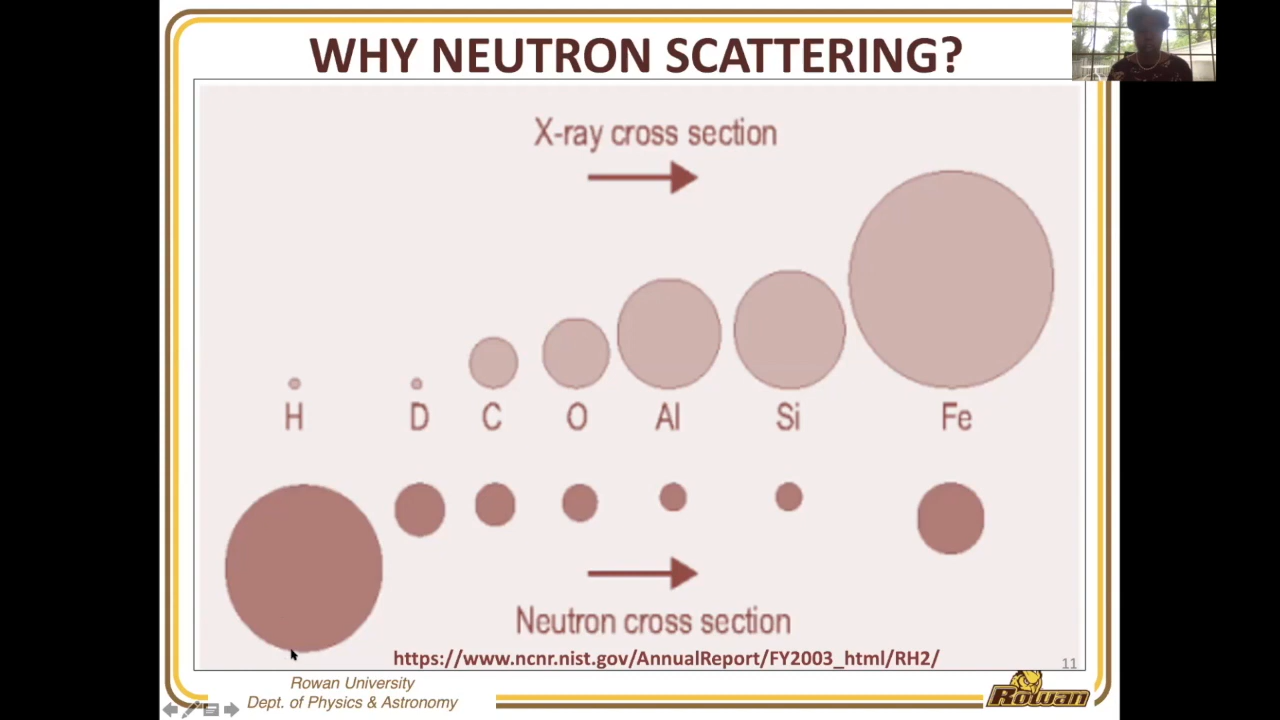 WHY NEUTRON SCATTERING?
X-ray cross section
H D C O Al Si Fe
Neutron cross section
https://www.ncnr.nist.gov/AnnualReport/FY2003_html/RH2/
11
Rowan University
Dept. of Physics & Astronomy
Rowan